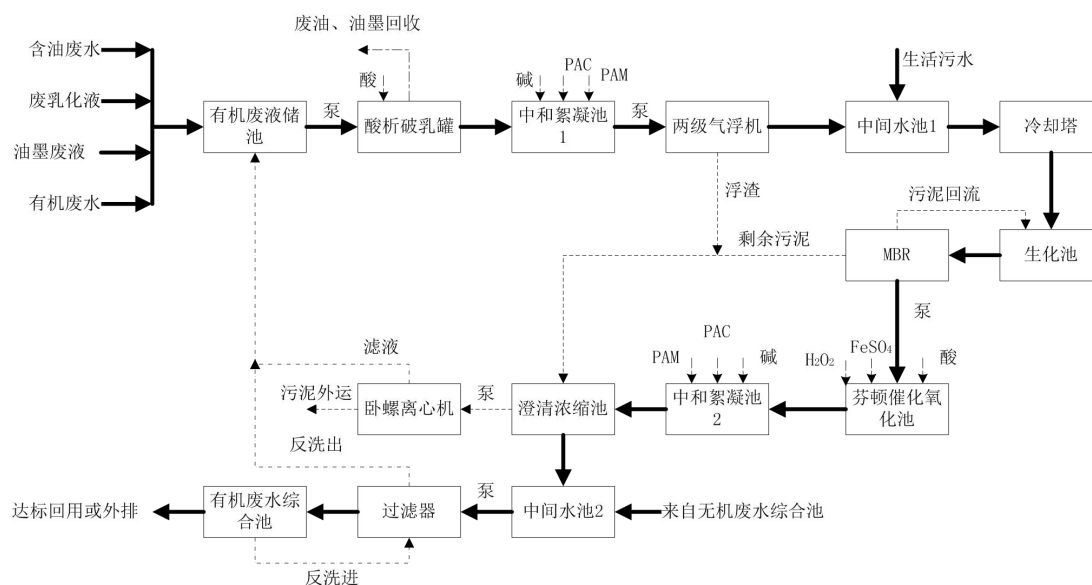 废油、油墨回收
含油废水
生活污水
酸
碱
PAC
PAM
废乳化液
有机废液储
池
泵
酸析破乳罐
中和絮凝池
1
泵
两级气浮机
中间水池1
冷却塔
油墨废液
有机废水
浮渣
污泥回流
剩余污泥
MBR
生化池
泵
PAC
滤液
PAM
碱
H₂O₂
FeSO₄
酸
污泥外运
卧螺离心机
泵
澄清浓缩池
中和絮凝池
2
芬顿催化氧
化池
反洗出
泵
达标回用或外排
有机废水综
合池
过滤器
中间水池2
来自无机废水综合池
反洗进